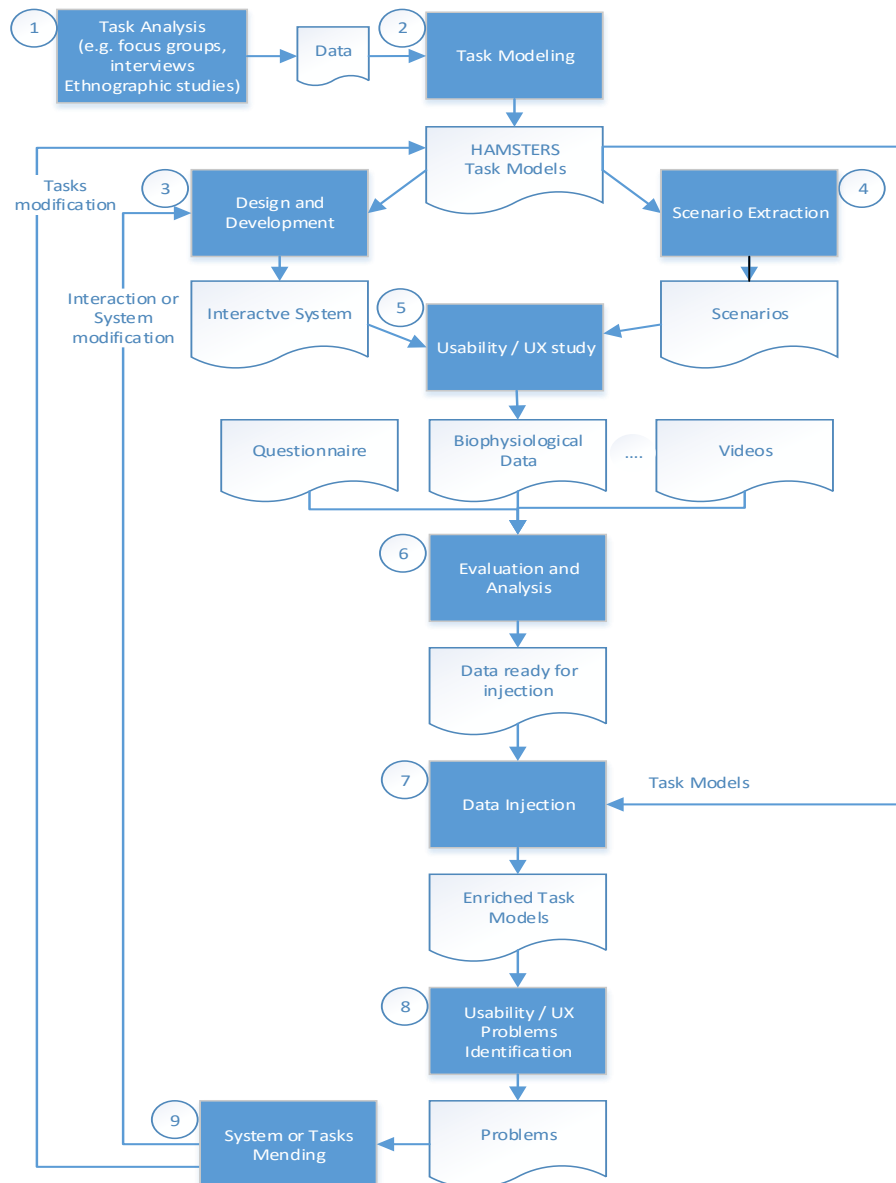 1
Task Analysis
(e.g. focus groups,
interviews
Ethnographic studies)
Data
2
Task Modeling
HAMSTERS
Task Models
Tasks
modification
3
Design and
Development
4
Scenario Extraction
Interaction or
System
modification
Interactve System
5
Usability / UX study
Scenarios
Questionnaire
Biophysiological
Data
....
Videos
6
Evaluation and
Analysis
Data ready for
injection
7
Data Injection
Task Models
Enriched Task
Models
8
Usability / UX
Problems
Identification
9
System or Tasks
Mending
Problems